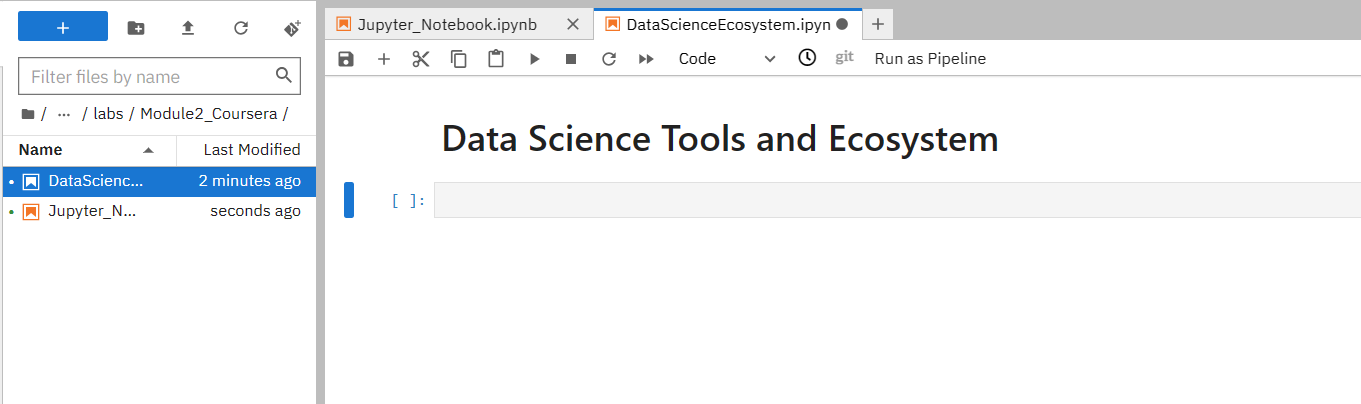 +
Filter files by name
/ ··· / labs / Module2_Coursera /
Name Last Modified
DataScienc... 2 minutes ago
Jupyter_N... seconds ago
Jupyter_Notebook.ipynb
DataScienceEcosystem.ipyn
Code
git
Run as Pipeline
Data Science Tools and Ecosystem
[ ]: